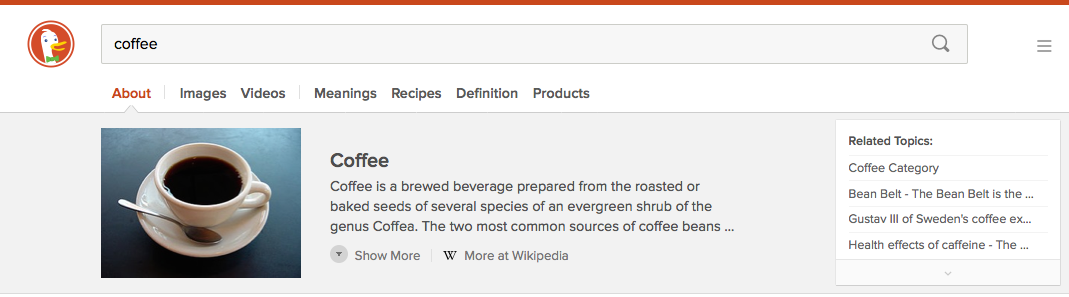 coffee
About Images Videos Meanings Recipes Definition Products
Coffee
Coffee is a brewed beverage prepared from the roasted or
baked seeds of several species of an evergreen shrub of the
genus Coffea. The two most common sources of coffee beans ...
Show More W More at Wikipedia
Related Topics:
Coffee Category
Bean Belt - The Bean Belt is the ...
Gustav III of Sweden's coffee ex...
Health effects of caffeine - The ...